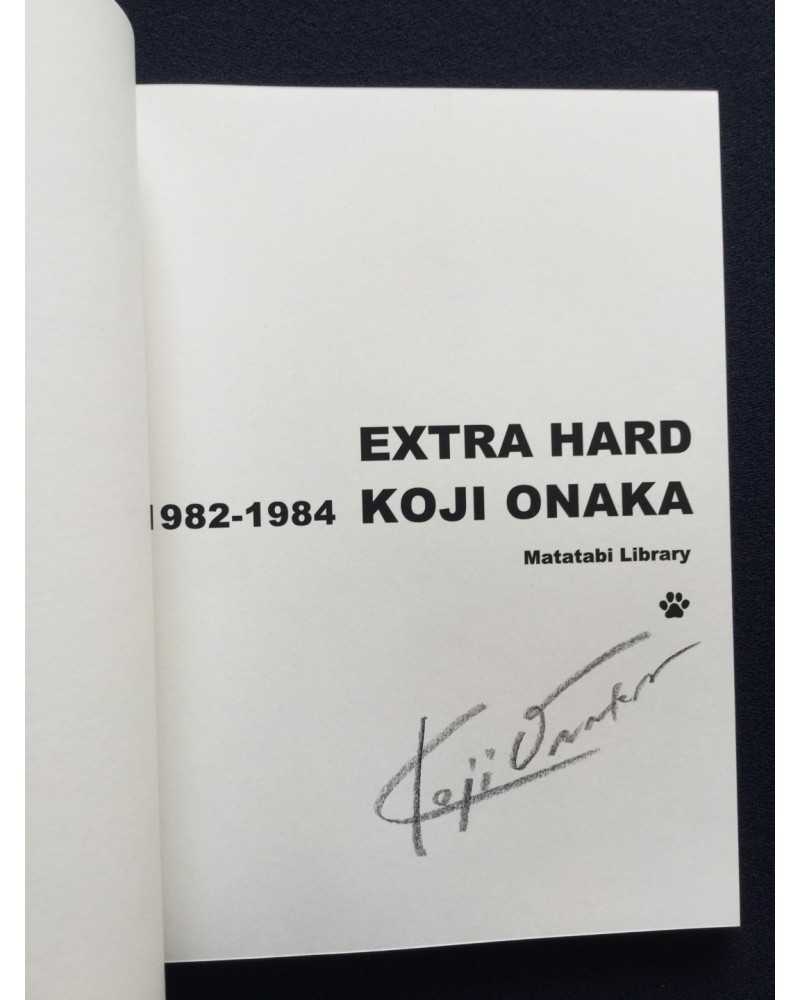 EXTRA HARD
1982-1984 KOJI ONAKA
Matatabi Library
Koji Onaka